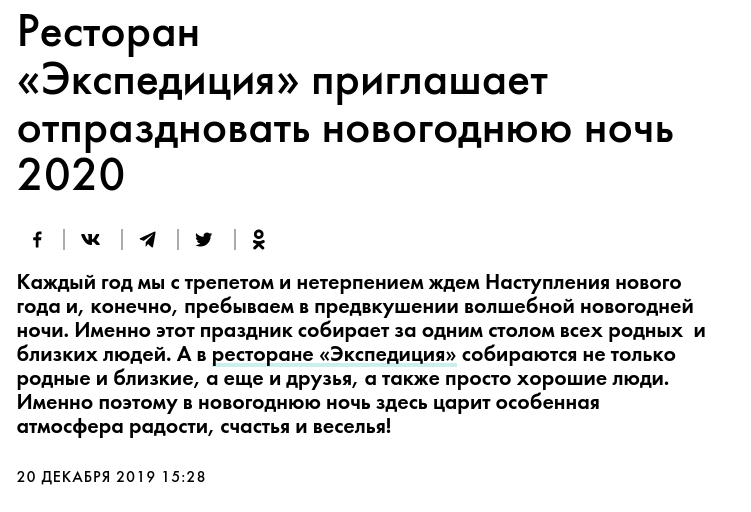 Ресторан
«Экспедиция» приглашает
отпраздновать новогоднюю ночь
2020
Каждый год мы с трепетом и нетерпением ждем Наступления нового
года и, конечно, пребываем в предвкушении волшебной новогодней
ночи. Именно этот праздник собирает за одним столом всех родных и
близких людей. А в ресторане «Экспедиция» собираются не только
родные и близкие, а еще и друзья, а также просто хорошие люди.
Именно поэтому в новогоднюю ночь здесь царит особенная
атмосфера радости, счастья и веселья!
20 ДЕКАБРЯ 2019 15:28